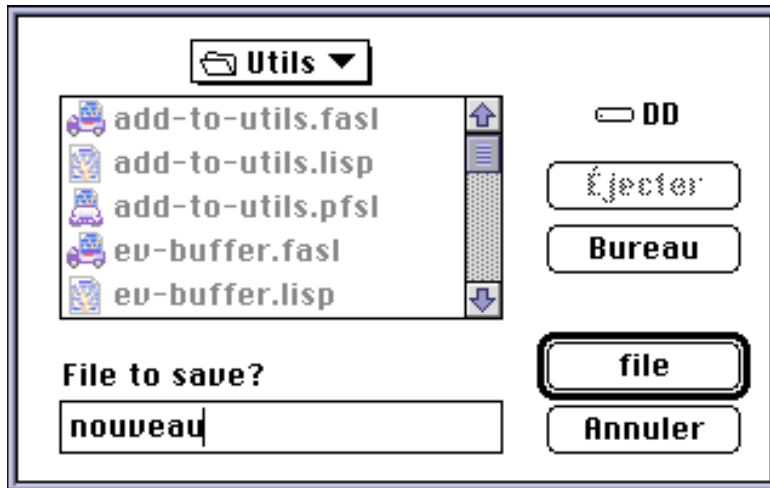 Utils
add-to-utils.fasl
add-to-utils.lisp
add-to-utils.pfsl
ev-buffer.fasl
ev-buffer.lisp
DD
Éjecter
Bureau
File to save?
nouveau
file
Annuler